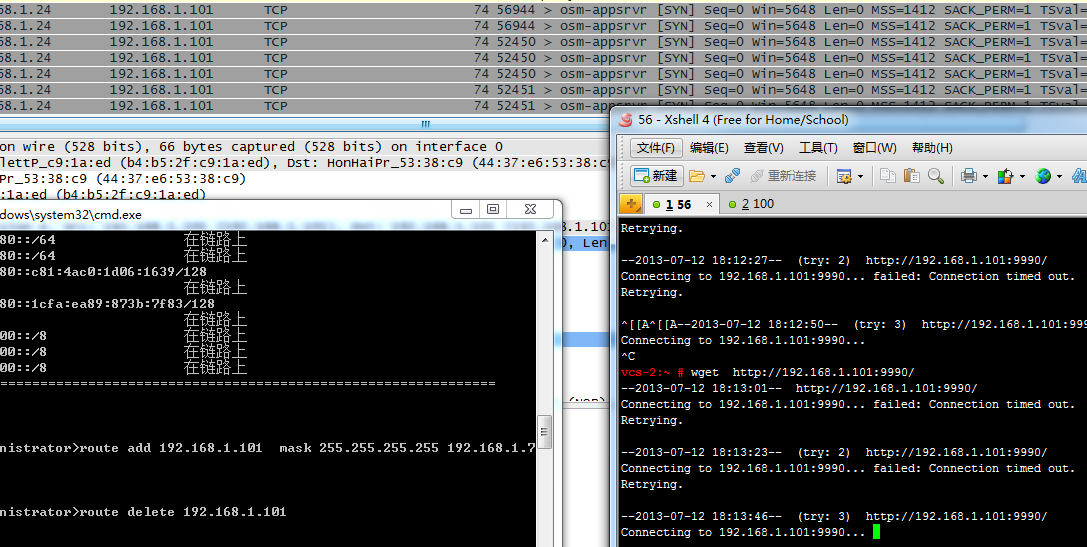 58.1.24 192.168.1.101 TCP 74 56944 > osm-appsrvr [SYN] Seq=0 Win=5648 Len=0 MSS=1412 SACK_PERM=1 TSval=
58.1.24 192.168.1.101 TCP 74 56944 > osm-appsrvr [SYN] Seq=0 Win=5648 Len=0 MSS=1412 SACK_PERM=1 TSval=
58.1.24 192.168.1.101 TCP 74 52450 > osm-appsrvr [SYN] Seq=0 Win=5648 Len=0 MSS=1412 SACK_PERM=1 TSval=
58.1.24 192.168.1.101 TCP 74 52450 > osm-appsrvr [SYN] Seq=0 Win=5648 Len=0 MSS=1412 SACK_PERM=1 TSval=
58.1.24 192.168.1.101 TCP 74 52450 > osm-appsrvr [SYN] Seq=0 Win=5648 Len=0 MSS=1412 SACK_PERM=1 TSval=
58.1.24 192.168.1.101 TCP 74 52451 > osm-appsrvr [SYN] Seq=0 Win=5648 Len=0 MSS=1412 SACK_PERM=1 TSval=
58.1.24 192.168.1.101 TCP 74 52451 > osm-appsrvr [SYN] Seq=0 Win=5648 Len=0 MSS=1412 SACK_PERM=1 TSval=
on wire (528 bits), 66 bytes captured (528 bits) on interface 0
lettP_c9:1a:ed (b4:b5:2f:c9:1a:ed), Dst: HonHaiPr_53:38:c9 (44:37:e6:53:38:c9
Pr_53:38:c9 (44:37:e6:53:38:c9)
:1a:ed (b4:b5:2f:c9:1a:ed)
dows\system32\cmd.exe
80::/64 在链路上
80::/64 在链路上
80::c81:4ac0:1d06:1639/128
在链路上
80::1cfa:ea89:873b:7f83/128
在链路上
00::/8 在链路上
00::/8 在链路上
00::/8 在链路上
nistrator>route add 192.168.1.101 mask 255.255.255.255 192.168.1.7
nistrator>route delete 192.168.1.101
0, Len
56 - Xshell 4 (Free for Home/School)
文件(F) 编辑(E) 查看(V) 工具(T) 窗口(W) 帮助(H)
新建 重新连接
1 56 × 2 100
Retrying.
--2013-07-12 18:12:27-- (try: 2) http://192.168.1.101:9990/
Connecting to 192.168.1.101:9990... failed: Connection timed out.
Retrying.
^[[A^[[A--2013-07-12 18:12:50-- (try: 3) http://192.168.1.101:999
Connecting to 192.168.1.101:9990...
^C
vcs-2:~ # wget http://192.168.1.101:9990/
--2013-07-12 18:13:01-- http://192.168.1.101:9990/
Connecting to 192.168.1.101:9990... failed: Connection timed out.
Retrying.
--2013-07-12 18:13:23-- (try: 2) http://192.168.1.101:9990/
Connecting to 192.168.1.101:9990... failed: Connection timed out.
Retrying.
--2013-07-12 18:13:46-- (try: 3) http://192.168.1.101:9990/
Connecting to 192.168.1.101:9990...